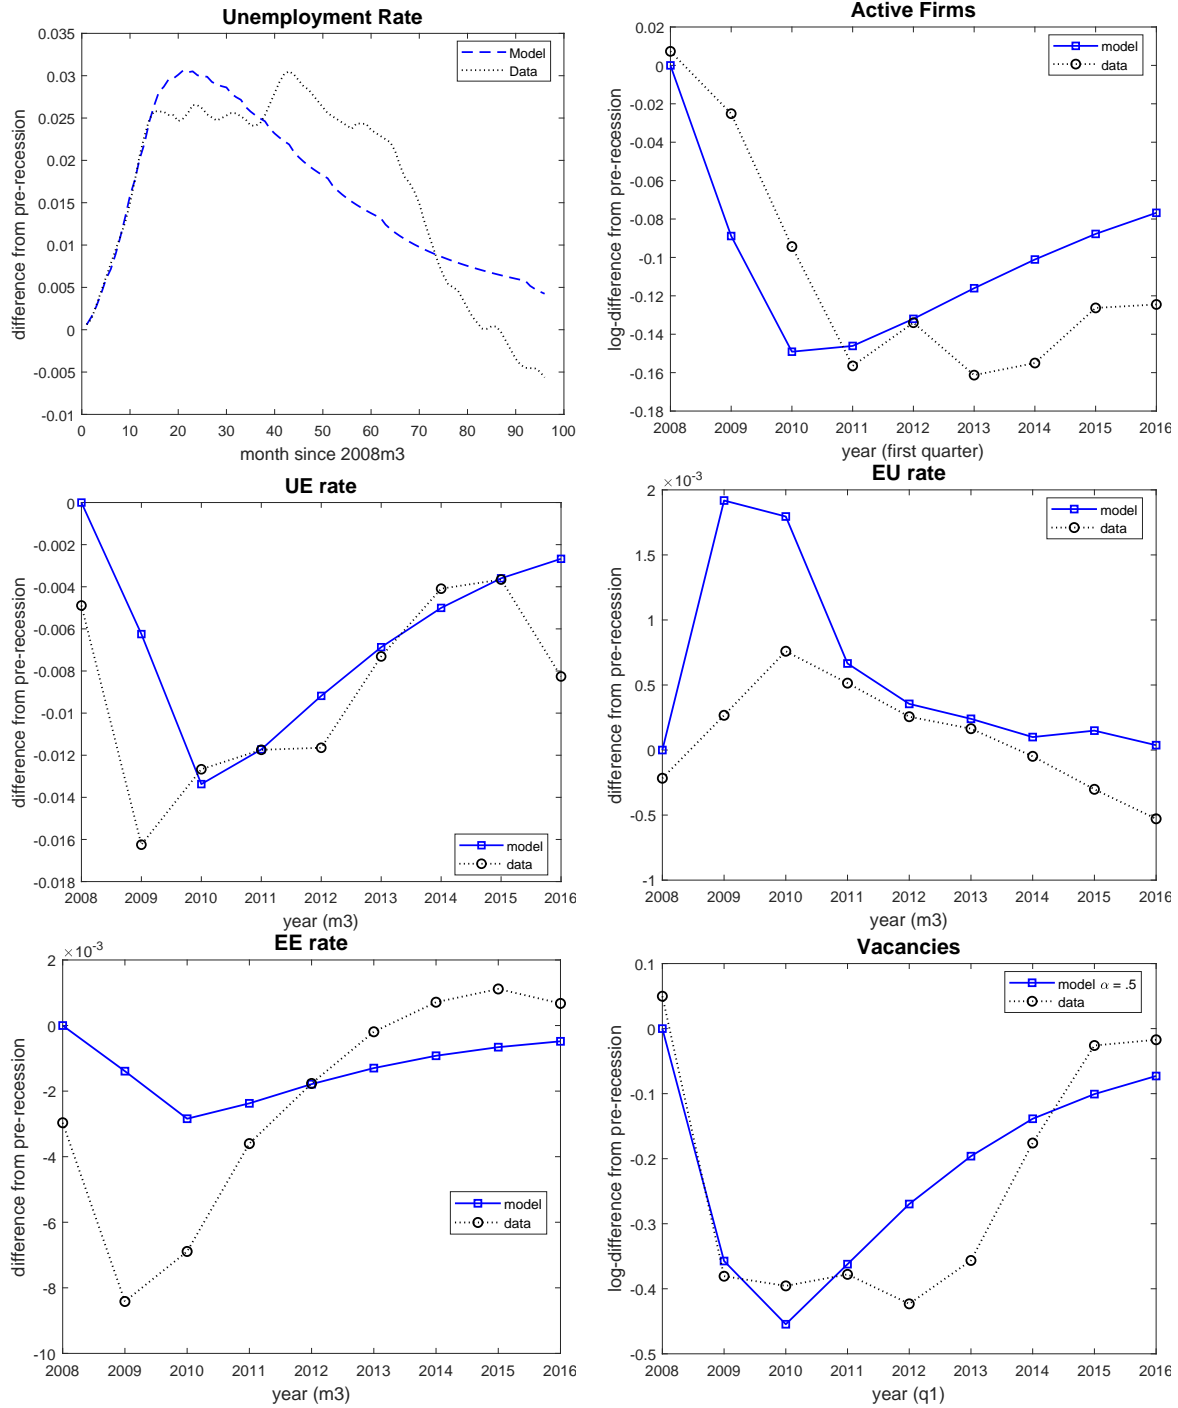 Unemployment Rate
0.035
0.03
0.025
0.02
0.015
0.01
0.005
0
-0.005
-0.01
difference from pre-recession
0 10 20 30 40 50 60 70 80 90 100
month since 2008m3
Model
Data
Active Firms
0.02
0
-0.02
-0.04
-0.06
-0.08
-0.1
-0.12
-0.14
-0.16
-0.18
log-difference from pre-recession
2008 2009 2010 2011 2012 2013 2014 2015 2016
year (first quarter)
model
data
UE rate
0
-0.002
-0.004
-0.006
-0.008
-0.01
-0.012
-0.014
-0.016
-0.018
difference from pre-recession
2008 2009 2010 2011 2012 2013 2014 2015 2016
year (m3)
model
data
EU rate
×10^-3
2
1.5
1
0.5
0
-0.5
-1
difference from pre-recession
2008 2009 2010 2011 2012 2013 2014 2015 2016
year (m3)
model
data
EE rate
×10^-3
2
0
-2
-4
-6
-8
-10
difference from pre-recession
2008 2009 2010 2011 2012 2013 2014 2015 2016
year (m3)
model
data
Vacancies
0.1
0
-0.1
-0.2
-0.3
-0.4
-0.5
log-difference from pre-recession
2008 2009 2010 2011 2012 2013 2014 2015 2016
year (q1)
model α = .5
data